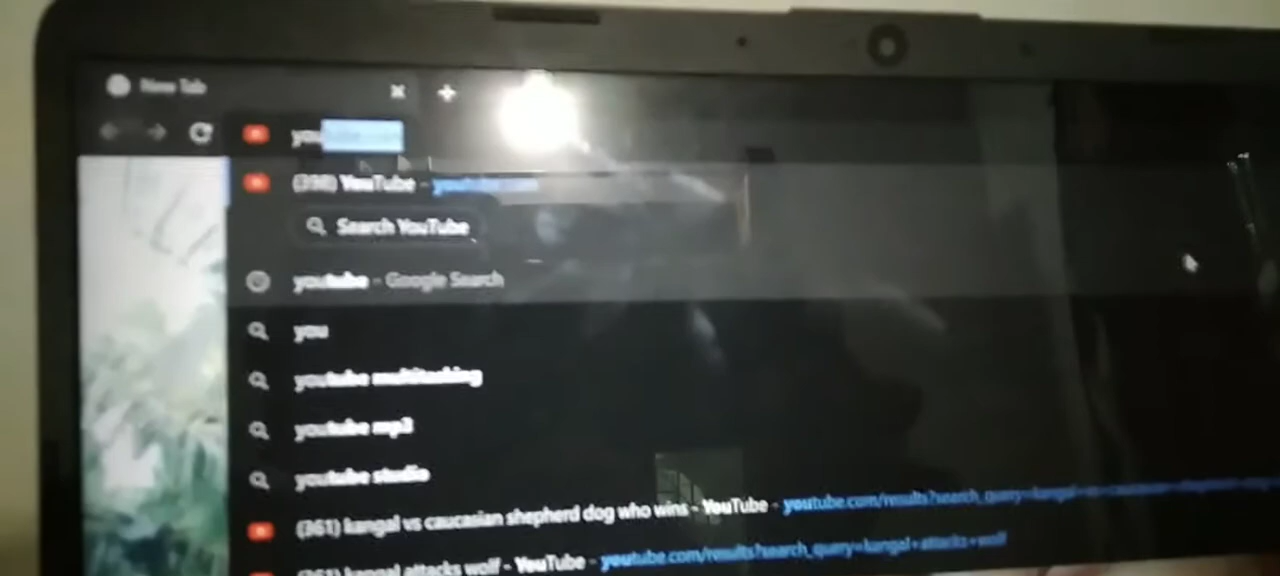 New Tab
you
(398) YouTube - youtube.com
Search YouTube
youtube - Google Search
you
youtube multitasking
youtube mp3
youtube studio
(361) kangal vs caucasian shepherd dog who wins - YouTube - youtube.com/results?search_query=kangal+vs+caucasian+shepherd+dog
(361) kangal attacks wolf - YouTube - youtube.com/results?search_query=kangal+attacks+wolf